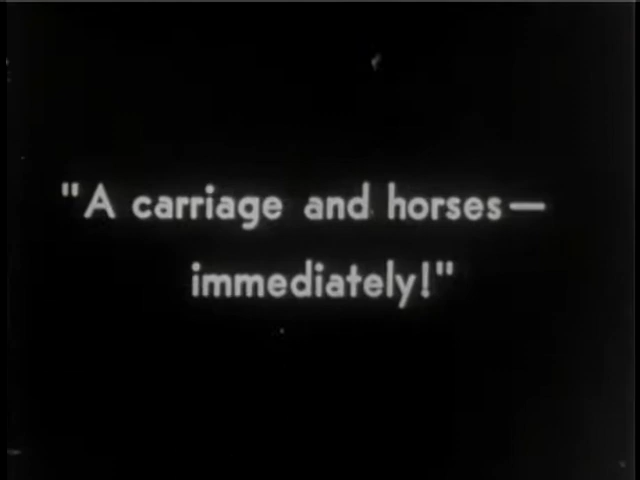 "A carriage and horses—
immediately!"